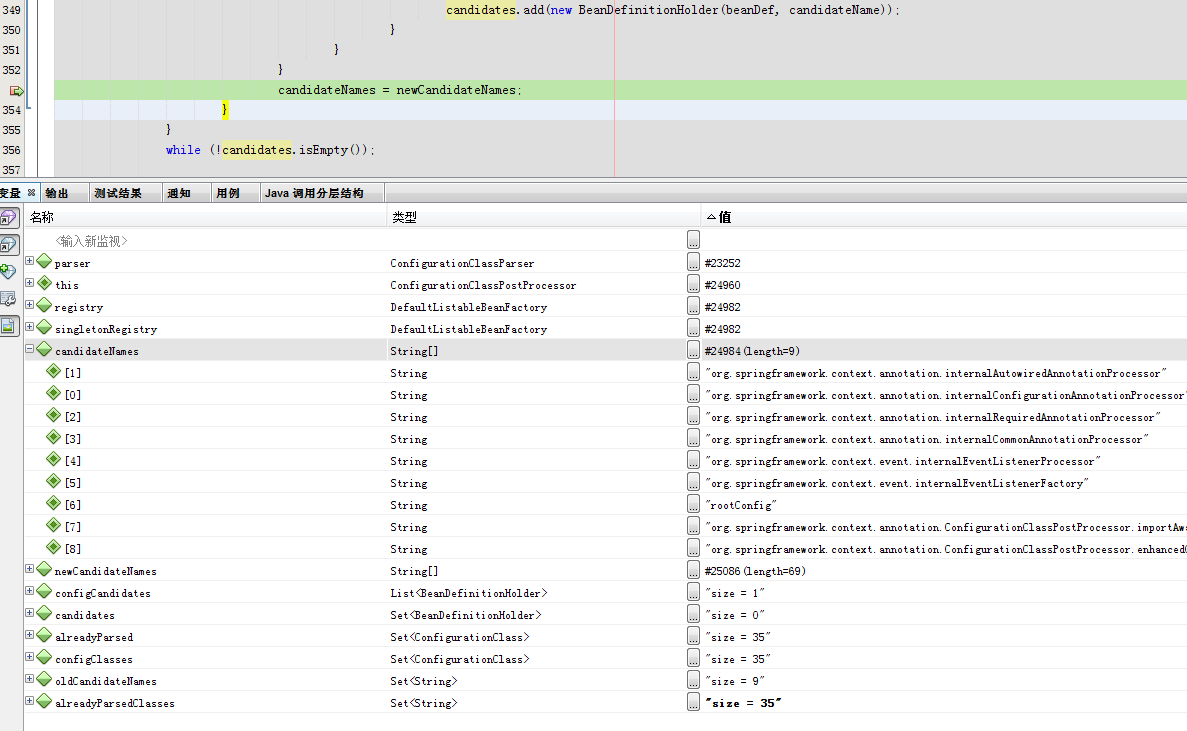 349 candidates.add(new BeanDefinitionHolder(beanDef, candidateName));
350 }
351 }
352 }
candidateNames = newCandidateNames;
354 }
355 }
356 while (!candidates.isEmpty());
357
变量 输出 测试结果 通知 用例 Java 调用分层结构
名称 类型 值
<输入新监视> ...
parser ConfigurationClassParser ... #23252
this ConfigurationClassPostProcessor ... #24960
registry DefaultListableBeanFactory ... #24982
singletonRegistry DefaultListableBeanFactory ... #24982
candidateNames String[] ... #24984(length=9)
[1] String ... "org.springframework.context.annotation.internalAutowiredAnnotationProcessor"
[0] String ... "org.springframework.context.annotation.internalConfigurationAnnotationProcessor"
[2] String ... "org.springframework.context.annotation.internalRequiredAnnotationProcessor"
[3] String ... "org.springframework.context.annotation.internalCommonAnnotationProcessor"
[4] String ... "org.springframework.context.event.internalEventListenerProcessor"
[5] String ... "org.springframework.context.event.internalEventListenerFactory"
[6] String ... "rootConfig"
[7] String ... "org.springframework.context.annotation.ConfigurationClassPostProcessor.importAwa
[8] String ... "org.springframework.context.annotation.ConfigurationClassPostProcessor.enhanced
newCandidateNames String[] ... #25086(length=69)
configCandidates List<BeanDefinitionHolder> ... "size = 1"
candidates Set<BeanDefinitionHolder> ... "size = 0"
alreadyParsed Set<ConfigurationClass> ... "size = 35"
configClasses Set<ConfigurationClass> ... "size = 35"
oldCandidateNames Set<String> ... "size = 9"
alreadyParsedClasses Set<String> ... "size = 35"